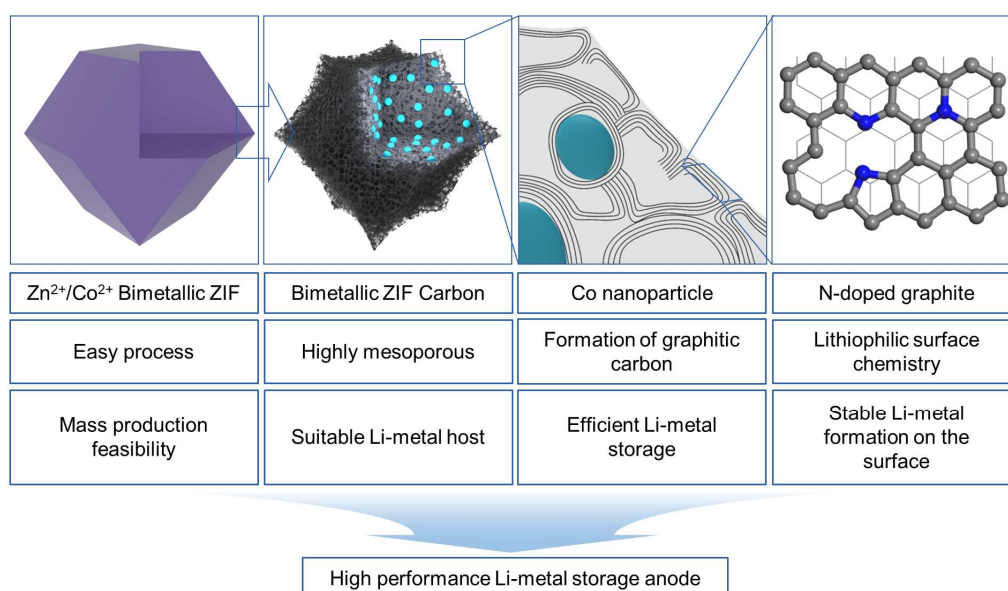 Zn²⁺/Co²⁺ Bimetallic ZIF
Bimetallic ZIF Carbon
Co nanoparticle
N-doped graphite
Easy process
Highly mesoporous
Formation of graphitic
carbon
Lithiophilic surface
chemistry
Mass production
feasibility
Suitable Li-metal host
Efficient Li-metal
storage
Stable Li-metal
formation on the
surface
High performance Li-metal storage anode